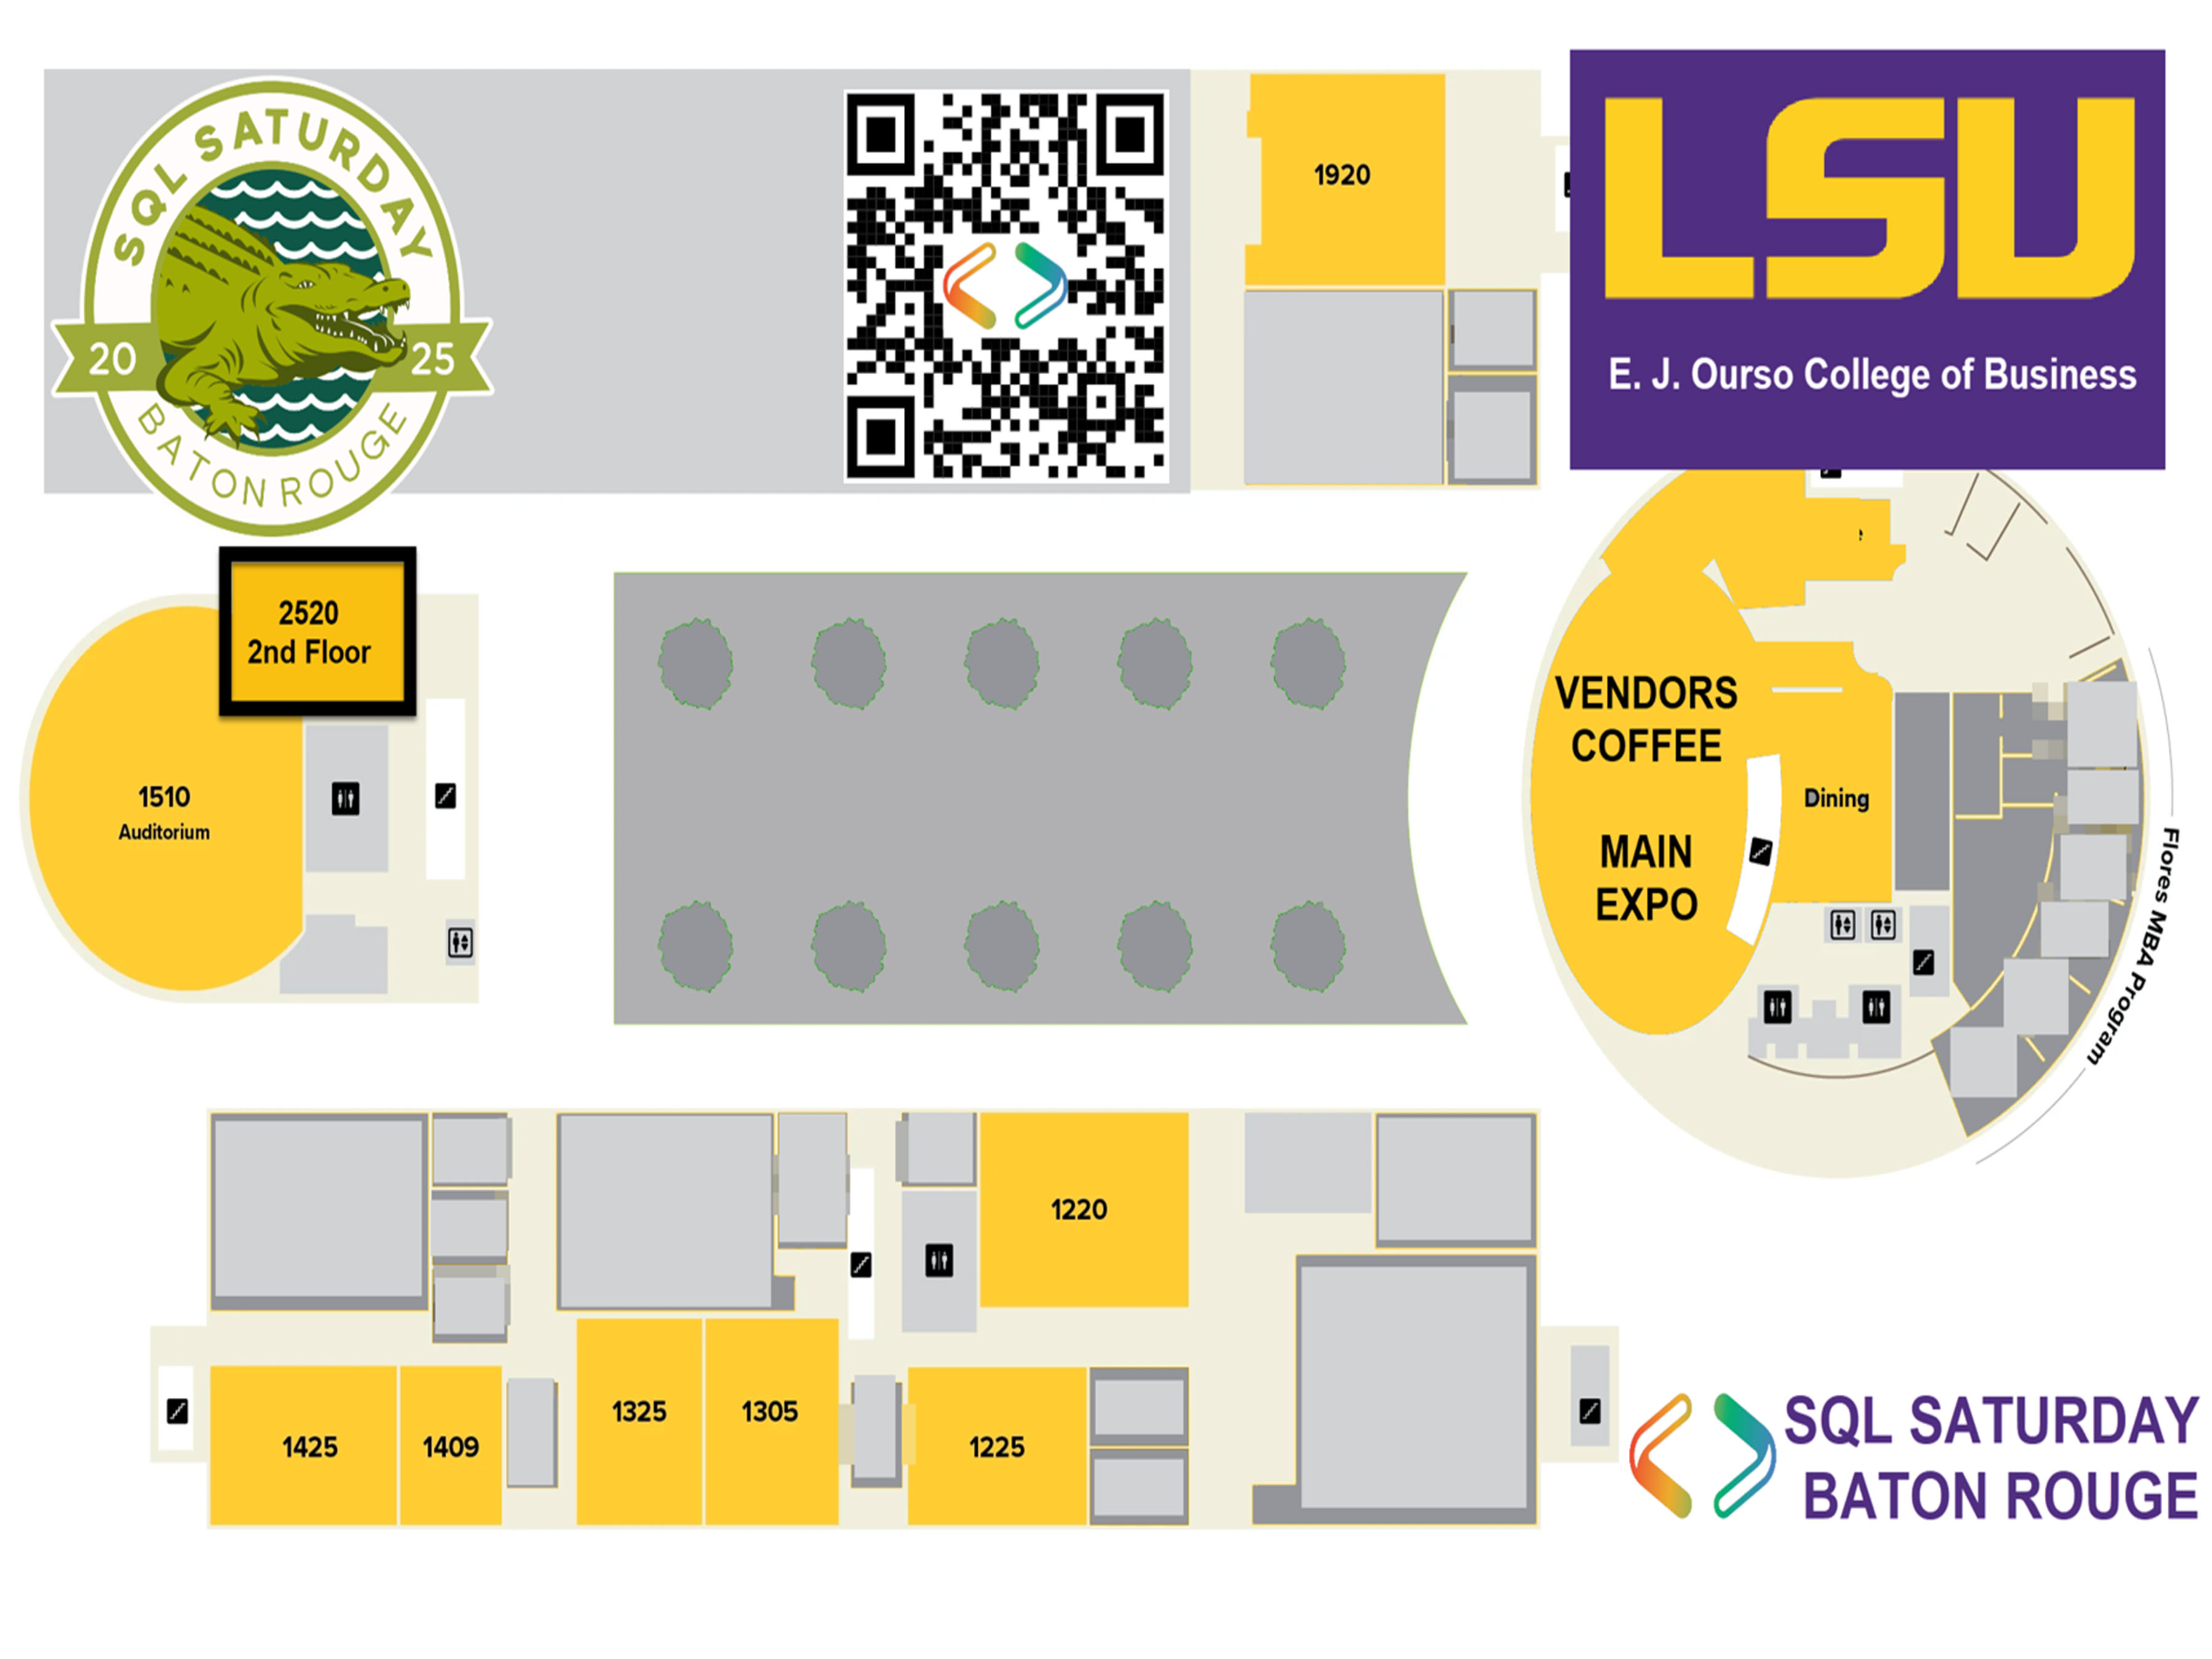 SQL SATURDAY
20 25
BATON ROUGE
1920
LSU
E. J. Ourso College of Business
2520
2nd Floor
1510
Auditorium
VENDORS
COFFEE
MAIN
EXPO
Dining
Flores MBA Program
1220
1325
1305
1425
1409
1225
SQL SATURDAY
BATON ROUGE